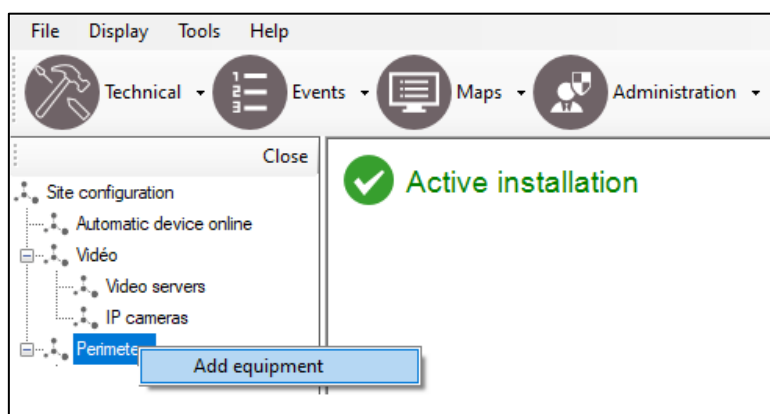 File Display Tools Help
Technical Events Maps Administration
Close
Site configuration
Automatic device online
Vidéo
Video servers
IP cameras
Active installation
Add equipment